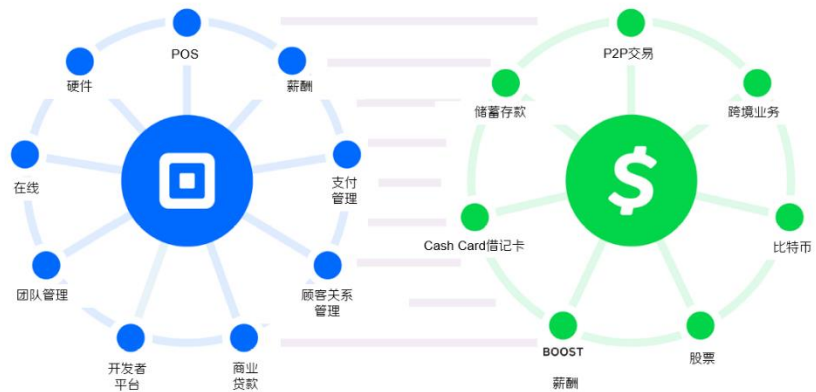 POS
硬件
薪酬
在线
支付
管理
团队管理
顾客关系
管理
开发者
平台
商业
贷款
P2P交易
储蓄存款
跨境业务
$
Cash Card借记卡
比特币
BOOST
薪酬
股票